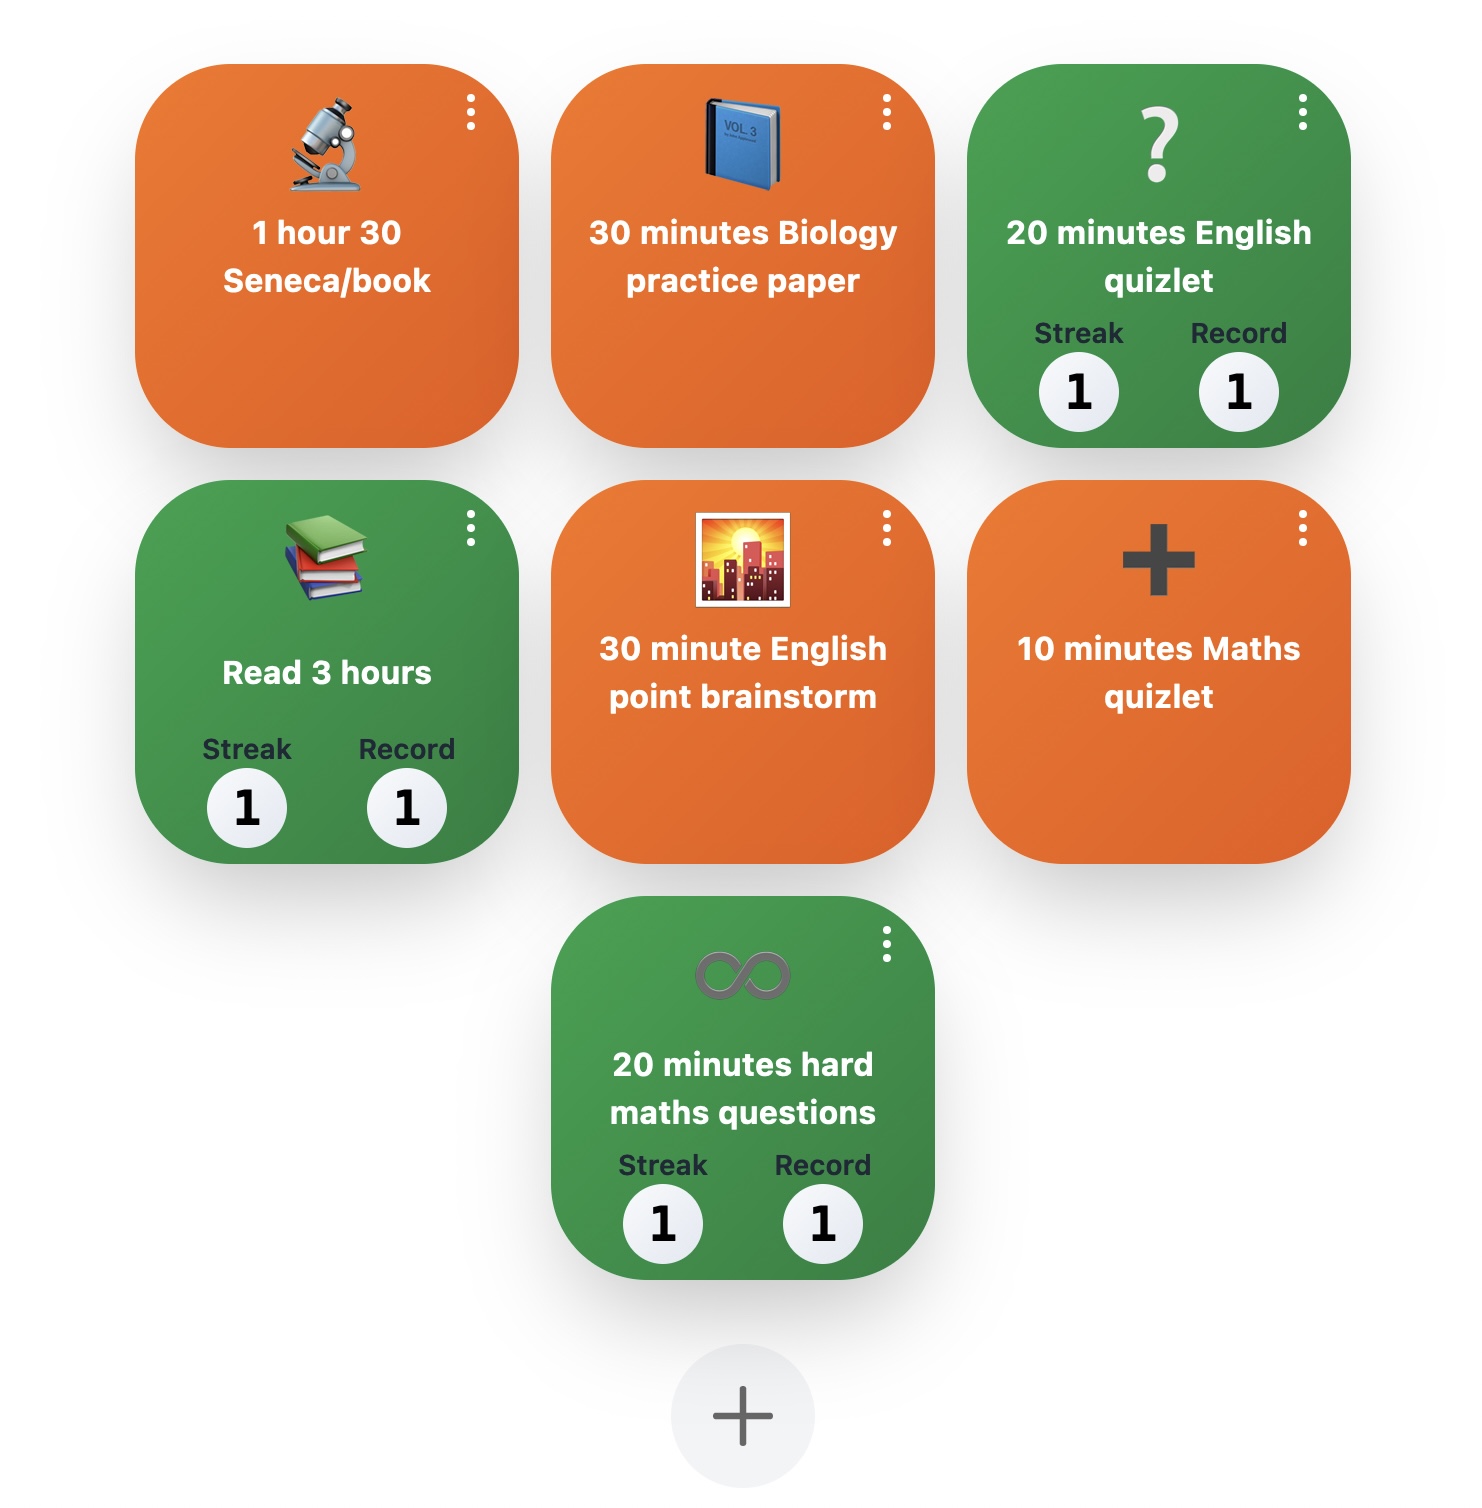 1 hour 30
Seneca/book
VOL. 3
30 minutes Biology
practice paper
?
20 minutes English
quizlet
Streak Record
1 1
Read 3 hours
Streak Record
1 1
30 minute English
point brainstorm
10 minutes Maths
quizlet
20 minutes hard
maths questions
Streak Record
1 1